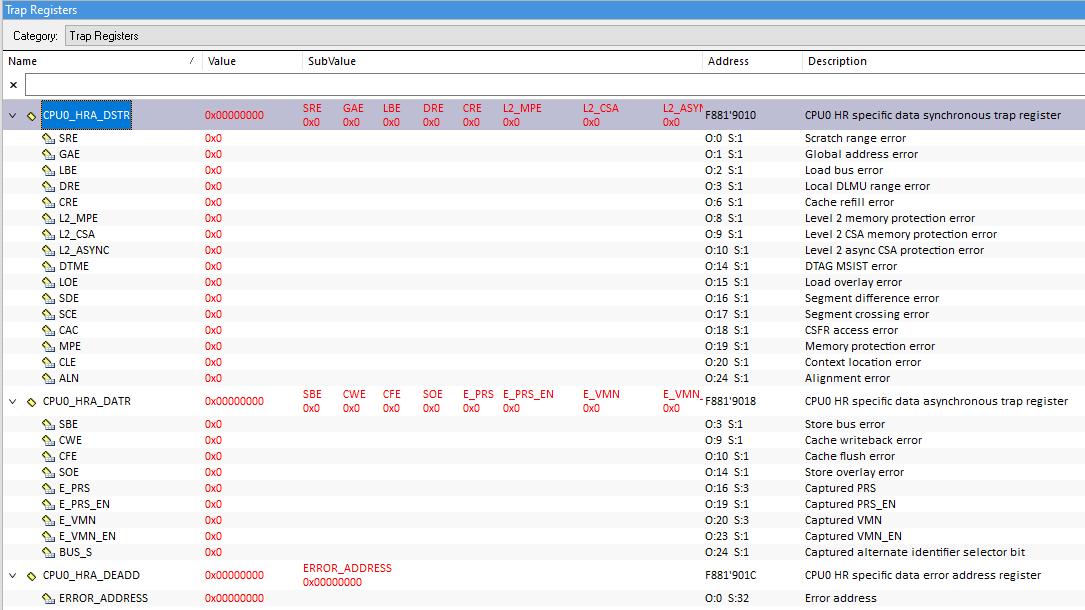 Trap Registers
Category: Trap Registers
Name / Value SubValue Address Description
×
CPU0_HRA_DSTR 0x00000000 SRE GAE LBE DRE CRE L2_MPE L2_CSA L2_ASYN F881'9010 CPU0 HR specific data synchronous trap register
0x0 0x0 0x0 0x0 0x0 0x0 0x0 0x0
SRE 0x0 O:0 S:1 Scratch range error
GAE 0x0 O:1 S:1 Global address error
LBE 0x0 O:2 S:1 Load bus error
DRE 0x0 O:3 S:1 Local DLMU range error
CRE 0x0 O:6 S:1 Cache refill error
L2_MPE 0x0 O:8 S:1 Level 2 memory protection error
L2_CSA 0x0 O:9 S:1 Level 2 CSA memory protection error
L2_ASYNC 0x0 O:10 S:1 Level 2 async CSA protection error
DTME 0x0 O:14 S:1 DTAG MSIST error
LOE 0x0 O:15 S:1 Load overlay error
SDE 0x0 O:16 S:1 Segment difference error
SCE 0x0 O:17 S:1 Segment crossing error
CAC 0x0 O:18 S:1 CSFR access error
MPE 0x0 O:19 S:1 Memory protection error
CLE 0x0 O:20 S:1 Context location error
ALN 0x0 O:24 S:1 Alignment error
CPU0_HRA_DATR 0x00000000 SBE CWE CFE SOE E_PRS E_PRS_EN E_VMN E_VMN_ F881'9018 CPU0 HR specific data asynchronous trap register
0x0 0x0 0x0 0x0 0x0 0x0 0x0 0x0
SBE 0x0 O:3 S:1 Store bus error
CWE 0x0 O:9 S:1 Cache writeback error
CFE 0x0 O:10 S:1 Cache flush error
SOE 0x0 O:14 S:1 Store overlay error
E_PRS 0x0 O:16 S:3 Captured PRS
E_PRS_EN 0x0 O:19 S:1 Captured PRS_EN
E_VMN 0x0 O:20 S:3 Captured VMN
E_VMN_EN 0x0 O:23 S:1 Captured VMN_EN
BUS_S 0x0 O:24 S:1 Captured alternate identifier selector bit
CPU0_HRA_DEADD 0x00000000 ERROR_ADDRESS F881'901C CPU0 HR specific data error address register
0x00000000
ERROR_ADDRESS 0x00000000 O:0 S:32 Error address